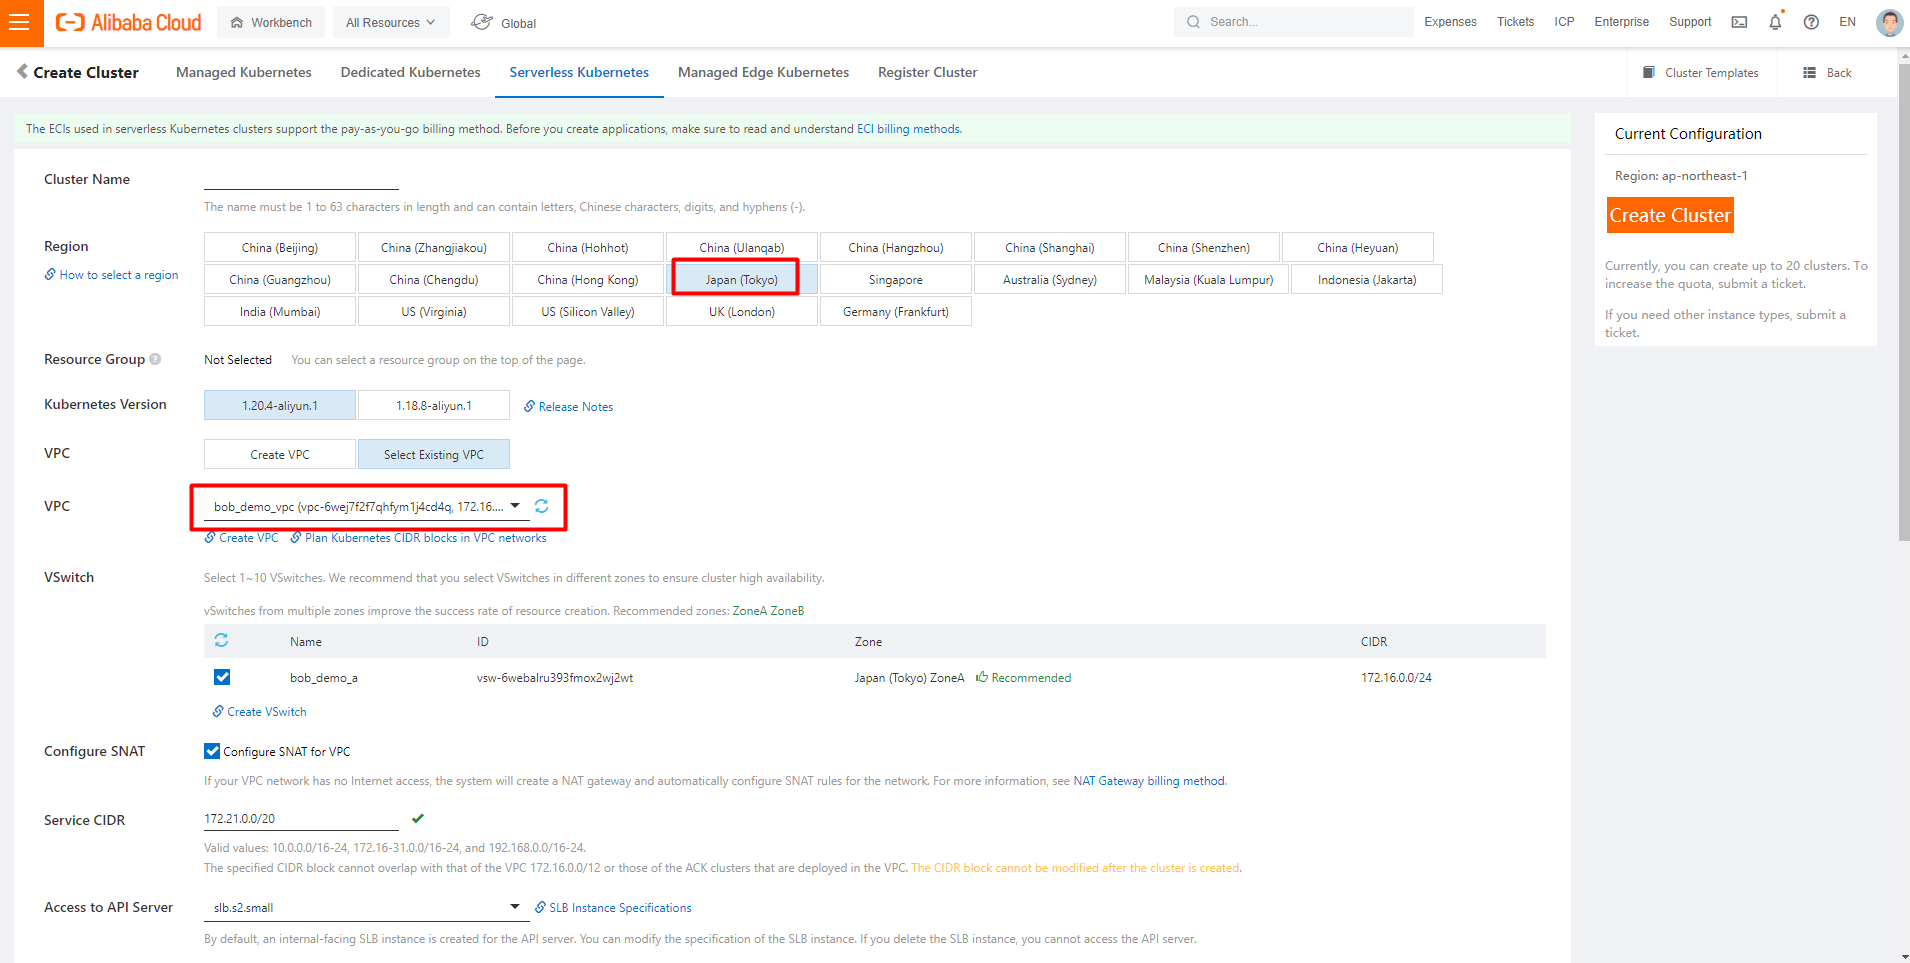 Alibaba Cloud Workbench All Resources Global Search... Expenses Tickets ICP Enterprise Support EN
Create Cluster Managed Kubernetes Dedicated Kubernetes Serverless Kubernetes Managed Edge Kubernetes Register Cluster Cluster Templates Back
The ECIs used in serverless Kubernetes clusters support the pay-as-you-go billing method. Before you create applications, make sure to read and understand ECI billing methods.
Cluster Name
The name must be 1 to 63 characters in length and can contain letters, Chinese characters, digits, and hyphens (-).
Region China (Beijing) China (Zhangjiakou) China (Hohhot) China (Ulanqab) China (Hangzhou) China (Shanghai) China (Shenzhen) China (Heyuan)
How to select a region China (Guangzhou) China (Chengdu) China (Hong Kong) Japan (Tokyo) Singapore Australia (Sydney) Malaysia (Kuala Lumpur) Indonesia (Jakarta)
India (Mumbai) US (Virginia) US (Silicon Valley) UK (London) Germany (Frankfurt)
Resource Group Not Selected You can select a resource group on the top of the page.
Kubernetes Version 1.20.4-aliyun.1 1.18.8-aliyun.1 Release Notes
VPC Create VPC Select Existing VPC
VPC bob_demo_vpc (vpc-6wej7f2f7qhfym1j4cd4q, 172.16....
Create VPC Plan Kubernetes CIDR blocks in VPC networks
VSwitch Select 1~10 VSwitches. We recommend that you select VSwitches in different zones to ensure cluster high availability.
vSwitches from multiple zones improve the success rate of resource creation. Recommended zones: ZoneA ZoneB
Name ID Zone CIDR
bob_demo_a vsw-6webalru393fmox2wj2wt Japan (Tokyo) ZoneA Recommended 172.16.0.0/24
Create VSwitch
Configure SNAT Configure SNAT for VPC
If your VPC network has no Internet access, the system will create a NAT gateway and automatically configure SNAT rules for the network. For more information, see NAT Gateway billing method.
Service CIDR 172.21.0.0/20
Valid values: 10.0.0.0/16-24, 172.16-31.0.0/16-24, and 192.168.0.0/16-24.
The specified CIDR block cannot overlap with that of the VPC 172.16.0.0/12 or those of the ACK clusters that are deployed in the VPC. The CIDR block cannot be modified after the cluster is created.
Access to API Server slb.s2.small SLB Instance Specifications
By default, an internal-facing SLB instance is created for the API server. You can modify the specification of the SLB instance. If you delete the SLB instance, you cannot access the API server.
Current Configuration
Region: ap-northeast-1
Create Cluster
Currently, you can create up to 20 clusters. To
increase the quota, submit a ticket.
If you need other instance types, submit a
ticket.